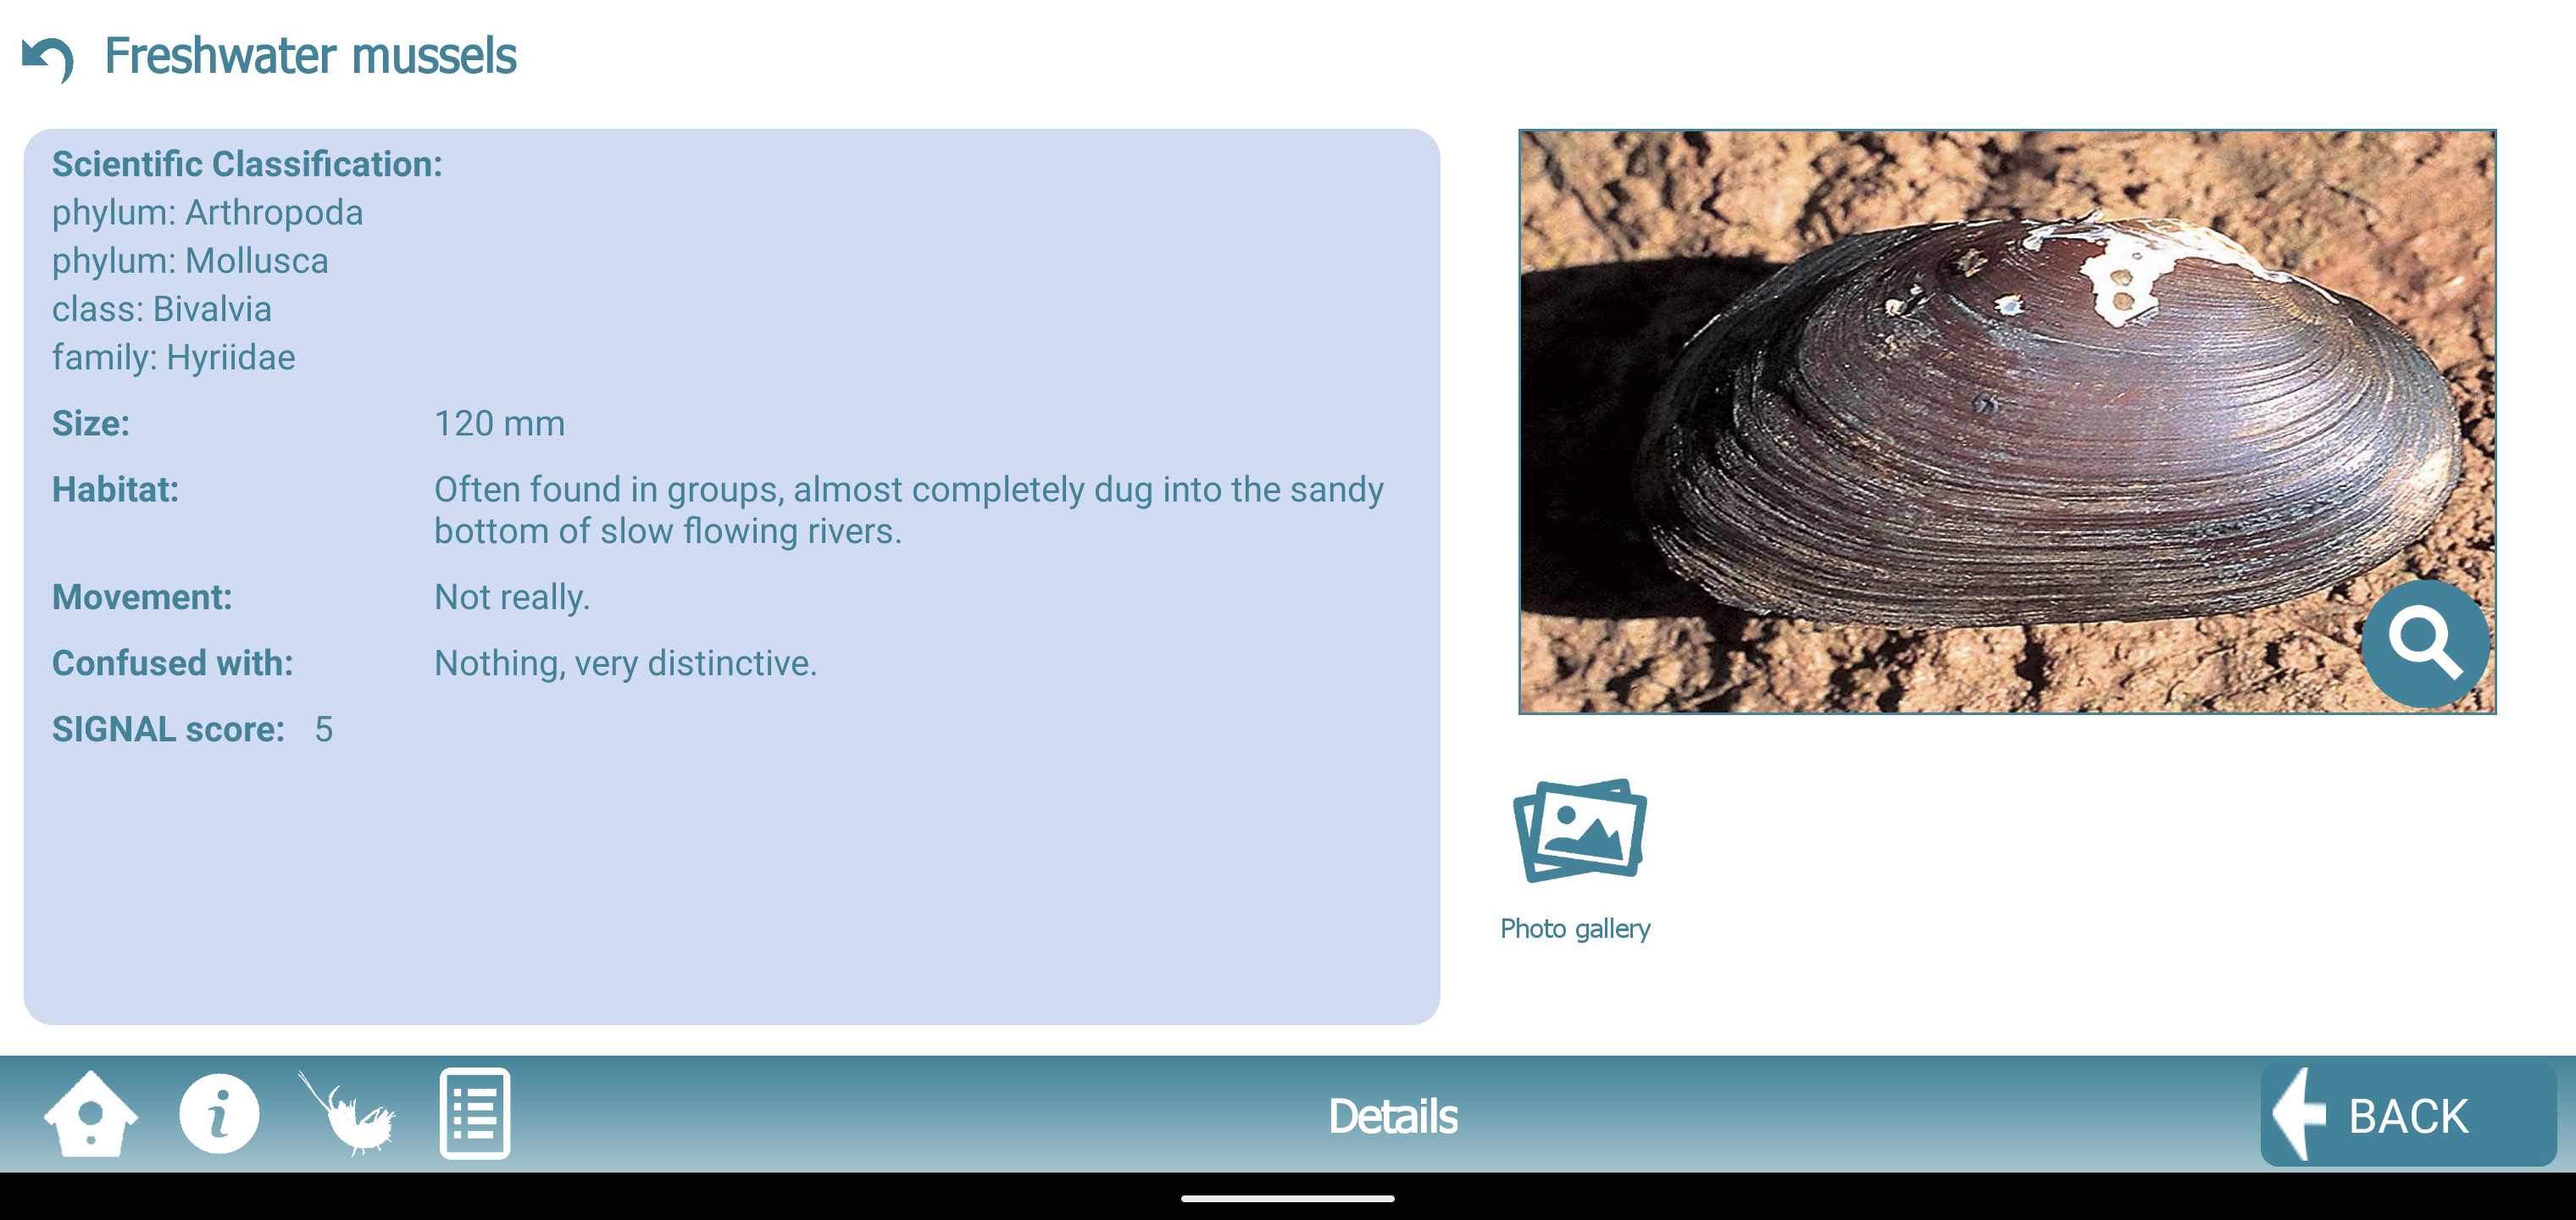 Freshwater mussels
Scientific Classification:
phylum: Arthropoda
phylum: Mollusca
class: Bivalvia
family: Hyriidae
Size: 120 mm
Habitat: Often found in groups, almost completely dug into the sandy
bottom of slow flowing rivers.
Movement: Not really.
Confused with: Nothing, very distinctive.
SIGNAL score: 5
Photo gallery
Details
BACK